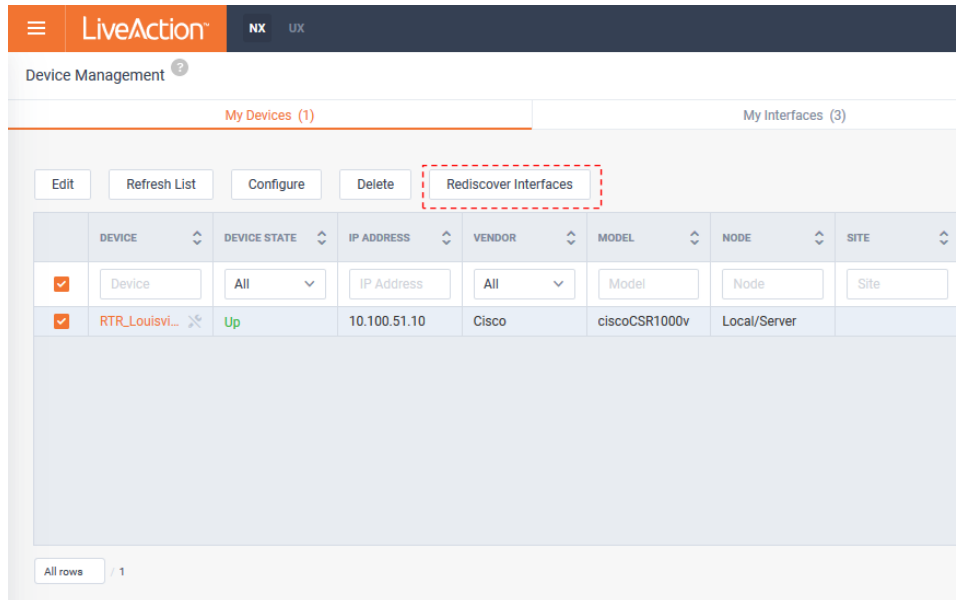 LiveAction™ NX UX
Device Management ?
My Devices (1) My Interfaces (3)
Edit Refresh List Configure Delete Rediscover Interfaces
DEVICE DEVICE STATE IP ADDRESS VENDOR MODEL NODE SITE
Device All IP Address All Model Node Site
RTR_Louisvi... Up 10.100.51.10 Cisco ciscoCSR1000v Local/Server
All rows / 1